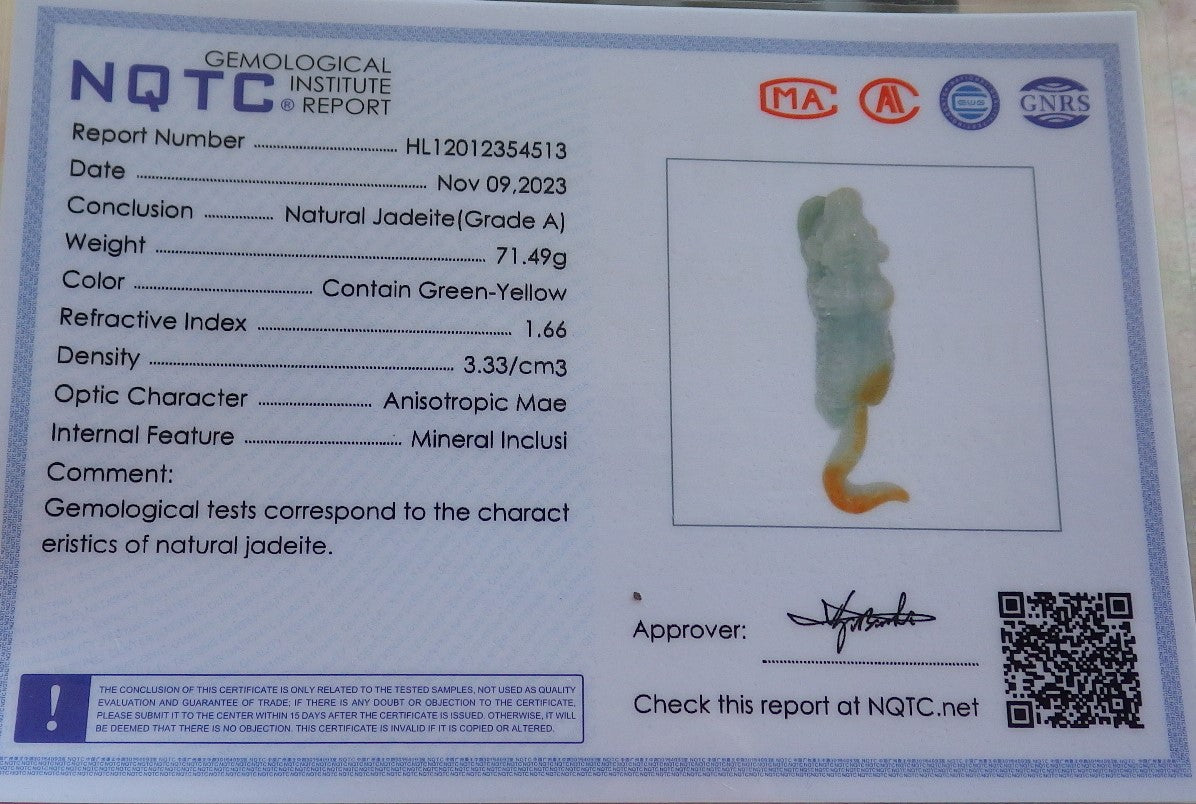 NQTC® GEMOLOGICAL INSTITUTE REPORT
Report Number HL12012354513
Date Nov 09,2023
Conclusion Natural Jadeite(Grade A)
Weight 71.49g
Color Contain Green-Yellow
Refractive Index 1.66
Density 3.33/cm3
Optic Character Anisotropic Mae
Internal Feature Mineral Inclusi
Comment:
Gemological tests correspond to the charact
eristics of natural jadeite.
! THE CONCLUSION OF THIS CERTIFICATE IS ONLY RELATED TO THE TESTED SAMPLES, NOT USED AS QUALITY
EVALUATION AND GUARANTEE OF TRADE; IF THERE IS ANY DOUBT OR OBJECTION TO THE CERTIFICATE,
PLEASE SUBMIT IT TO THE CENTER WITHIN 15 DAYS AFTER THE CERTIFICATE IS ISSUED. OTHERWISE, IT WILL
BE DEEMED THAT THERE IS NO OBJECTION. THIS CERTIFICATE IS INVALID IF IT IS COPIED OR ALTERED.
MA
GNRS
Approver:
Check this report at NQTC.net